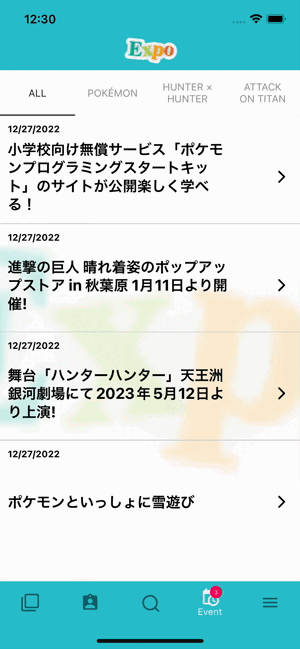 12:30
Expo
ALL
POKÉMON
HUNTER ×
HUNTER
ATTACK
ON TITAN
12/27/2022
小学校向け無償サービス「ポケモ
ンプログラミングスタートキッ
ト」のサイトが公開楽しく学べ
る！
12/27/2022
進撃の巨人 晴れ着姿のポップアッ
プストア in 秋葉原 1月11日より開
催!
12/27/2022
舞台「ハンターハンター」天王洲
銀河劇場にて2023年5月12日よ
り上演!
12/27/2022
ポケモンといっしょに雪遊び
3
Event